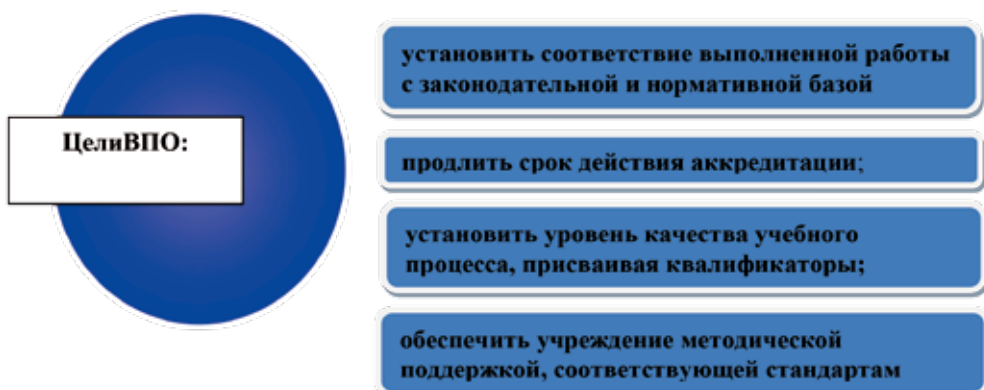 ЦелиВПО:
установить соответствие выполненной работы
с законодательной и нормативной базой
продлить срок действия аккредитации;
установить уровень качества учебного
процесса, присваивая квалификаторы;
обеспечить учреждение методической
поддержкой, соответствующей стандартам